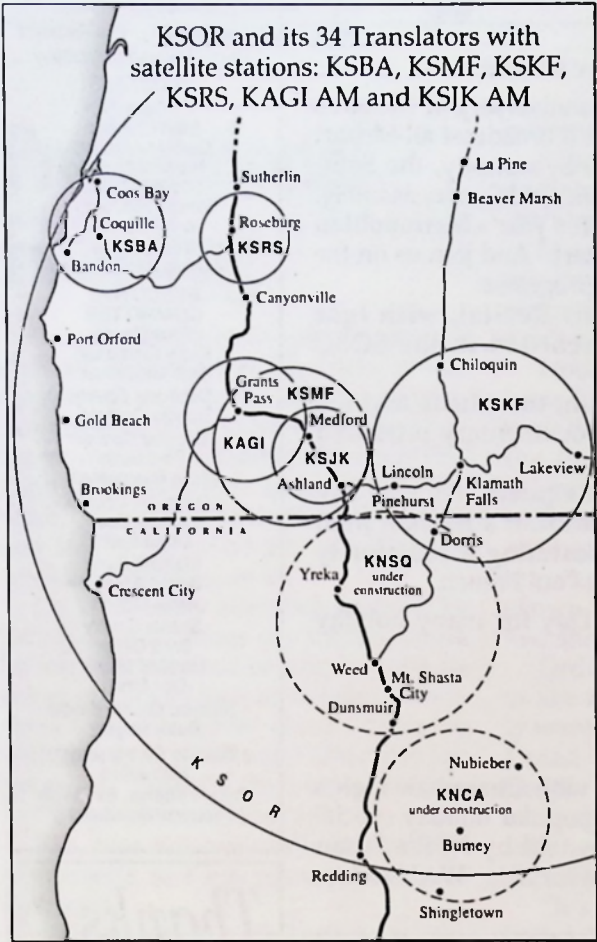 KSOR and its 34 Translators with
satellite stations: KSBA, KSMF, KSKF,
KSRS, KAGI AM and KSJK AM
La Pine
Sutherlin
Coos Bay
Beaver Marsh
Coquille
KSBA
Roseburg
KSRS
Bandon
Canyonville
Port Orford
Chiloquin
Grants
Pass
KSMF
KSKF
Gold Beach
Medford
KAGI
KSJK
Lakeview
Ashland
Lincoln
Pinehurst
Klamath
Falls
Brookings
OREGON
CALIFORNIA
Dorris
KNSQ
under
construction
Yreka
Crescent City
Weed
Mt. Shasta
City
Dunsmuir
KSOR
Nubieber
KNCA
under construction
Burney
Redding
Shingletown
Thanks